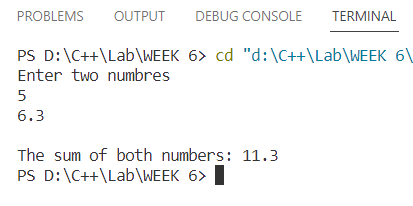 PROBLEMS OUTPUT DEBUG CONSOLE TERMINAL
PS D:\C++\Lab\WEEK 6> cd "d:\C++\Lab\WEEK 6\
Enter two numbres
5
6.3
The sum of both numbers: 11.3
PS D:\C++\Lab\WEEK 6>